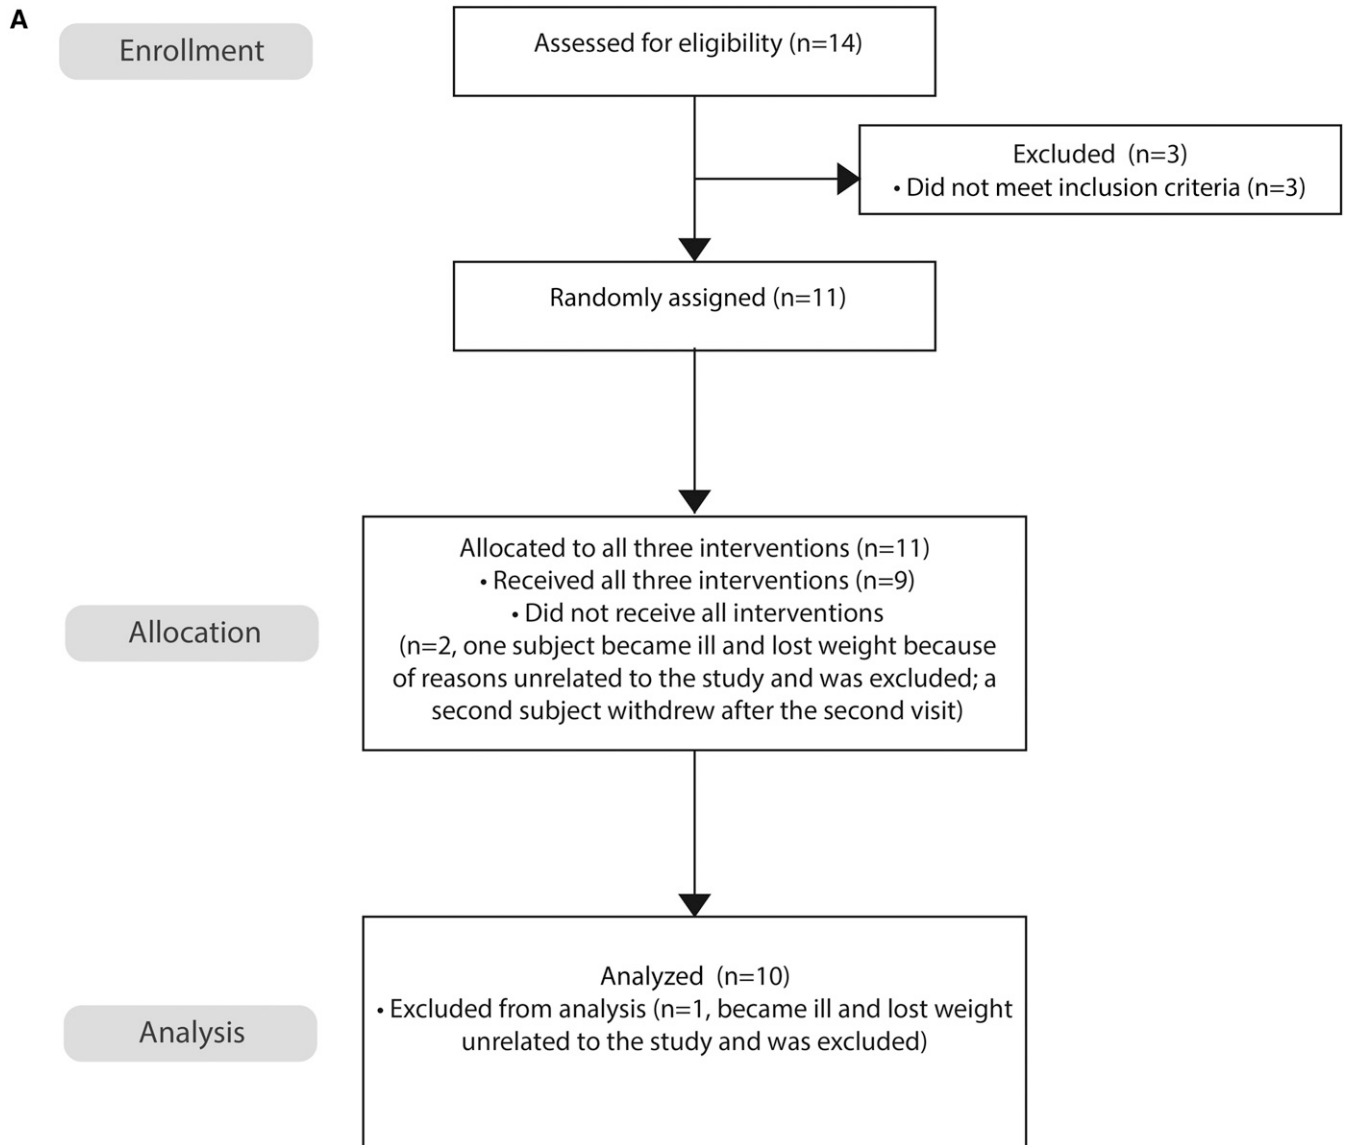 A
Enrollment
Assessed for eligibility (n=14)
Excluded (n=3)
• Did not meet inclusion criteria (n=3)
Randomly assigned (n=11)
Allocation
Allocated to all three interventions (n=11)
• Received all three interventions (n=9)
• Did not receive all interventions
(n=2, one subject became ill and lost weight because
of reasons unrelated to the study and was excluded; a
second subject withdrew after the second visit)
Analysis
Analyzed (n=10)
• Excluded from analysis (n=1, became ill and lost weight
unrelated to the study and was excluded)